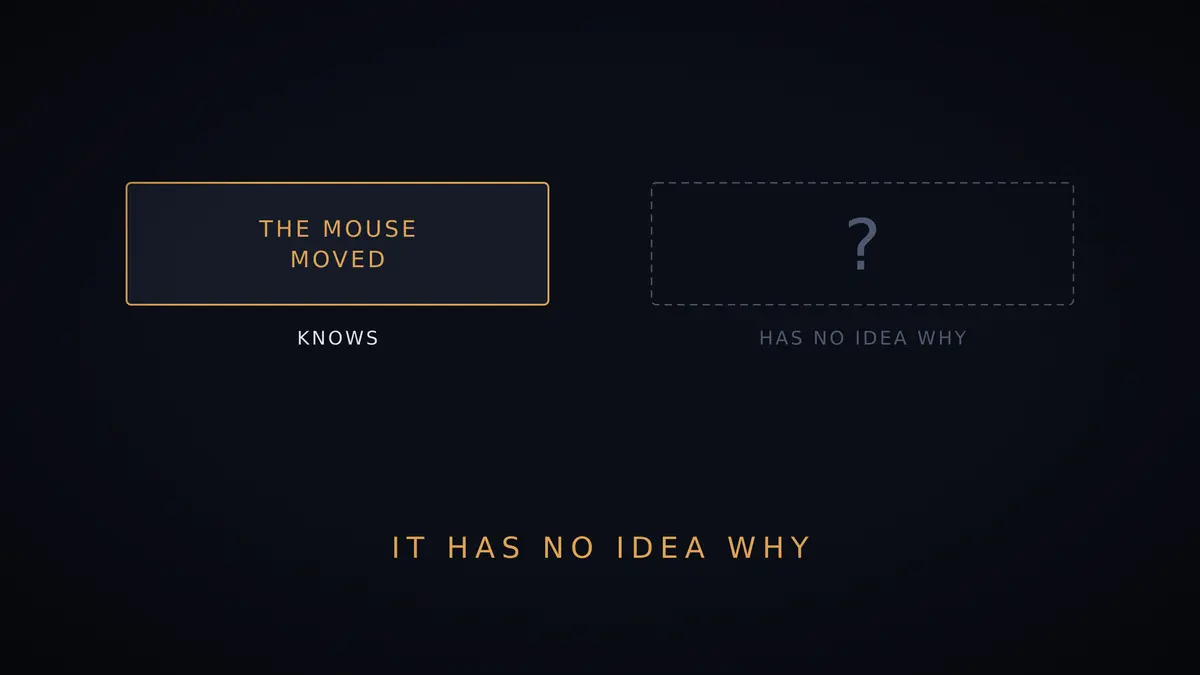 THE MOUSE
MOVED
?
KNOWS
HAS NO IDEA WHY
IT HAS NO IDEA WHY